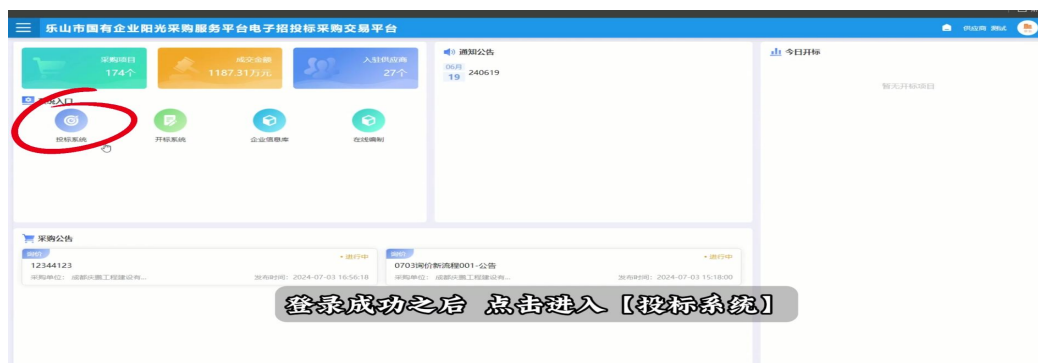 乐山市国有企业阳光采购服务平台电子招投标采购交易平台
供应商 测试
采购项目
174个
成交金额
1187.31万元
入驻供应商
27个
通知公告
06月
19
240619
今日开标
暂无开标项目
投标系统
开标系统
企业信息库
在线编制
采购公告
询价
进行中
12344123
采购单位: 成都庆鹏工程建设有...
发布时间: 2024-07-03 16:56:18
询价
进行中
0703询价新流程001-公告
采购单位: 成都庆鹏工程建设有...
发布时间: 2024-07-03 15:18:00
登录成功之后 点击进入【投标系统】